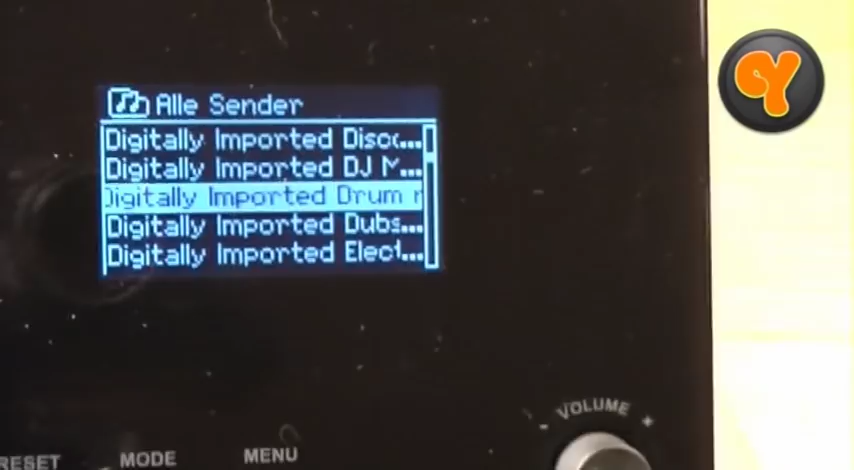 Alle Sender
Digitally Imported Disco...
Digitally Imported DJ M...
Digitally Imported Drum
Digitally Imported Dubs...
Digitally Imported Elect...
- VOLUME +
RESET MODE MENU